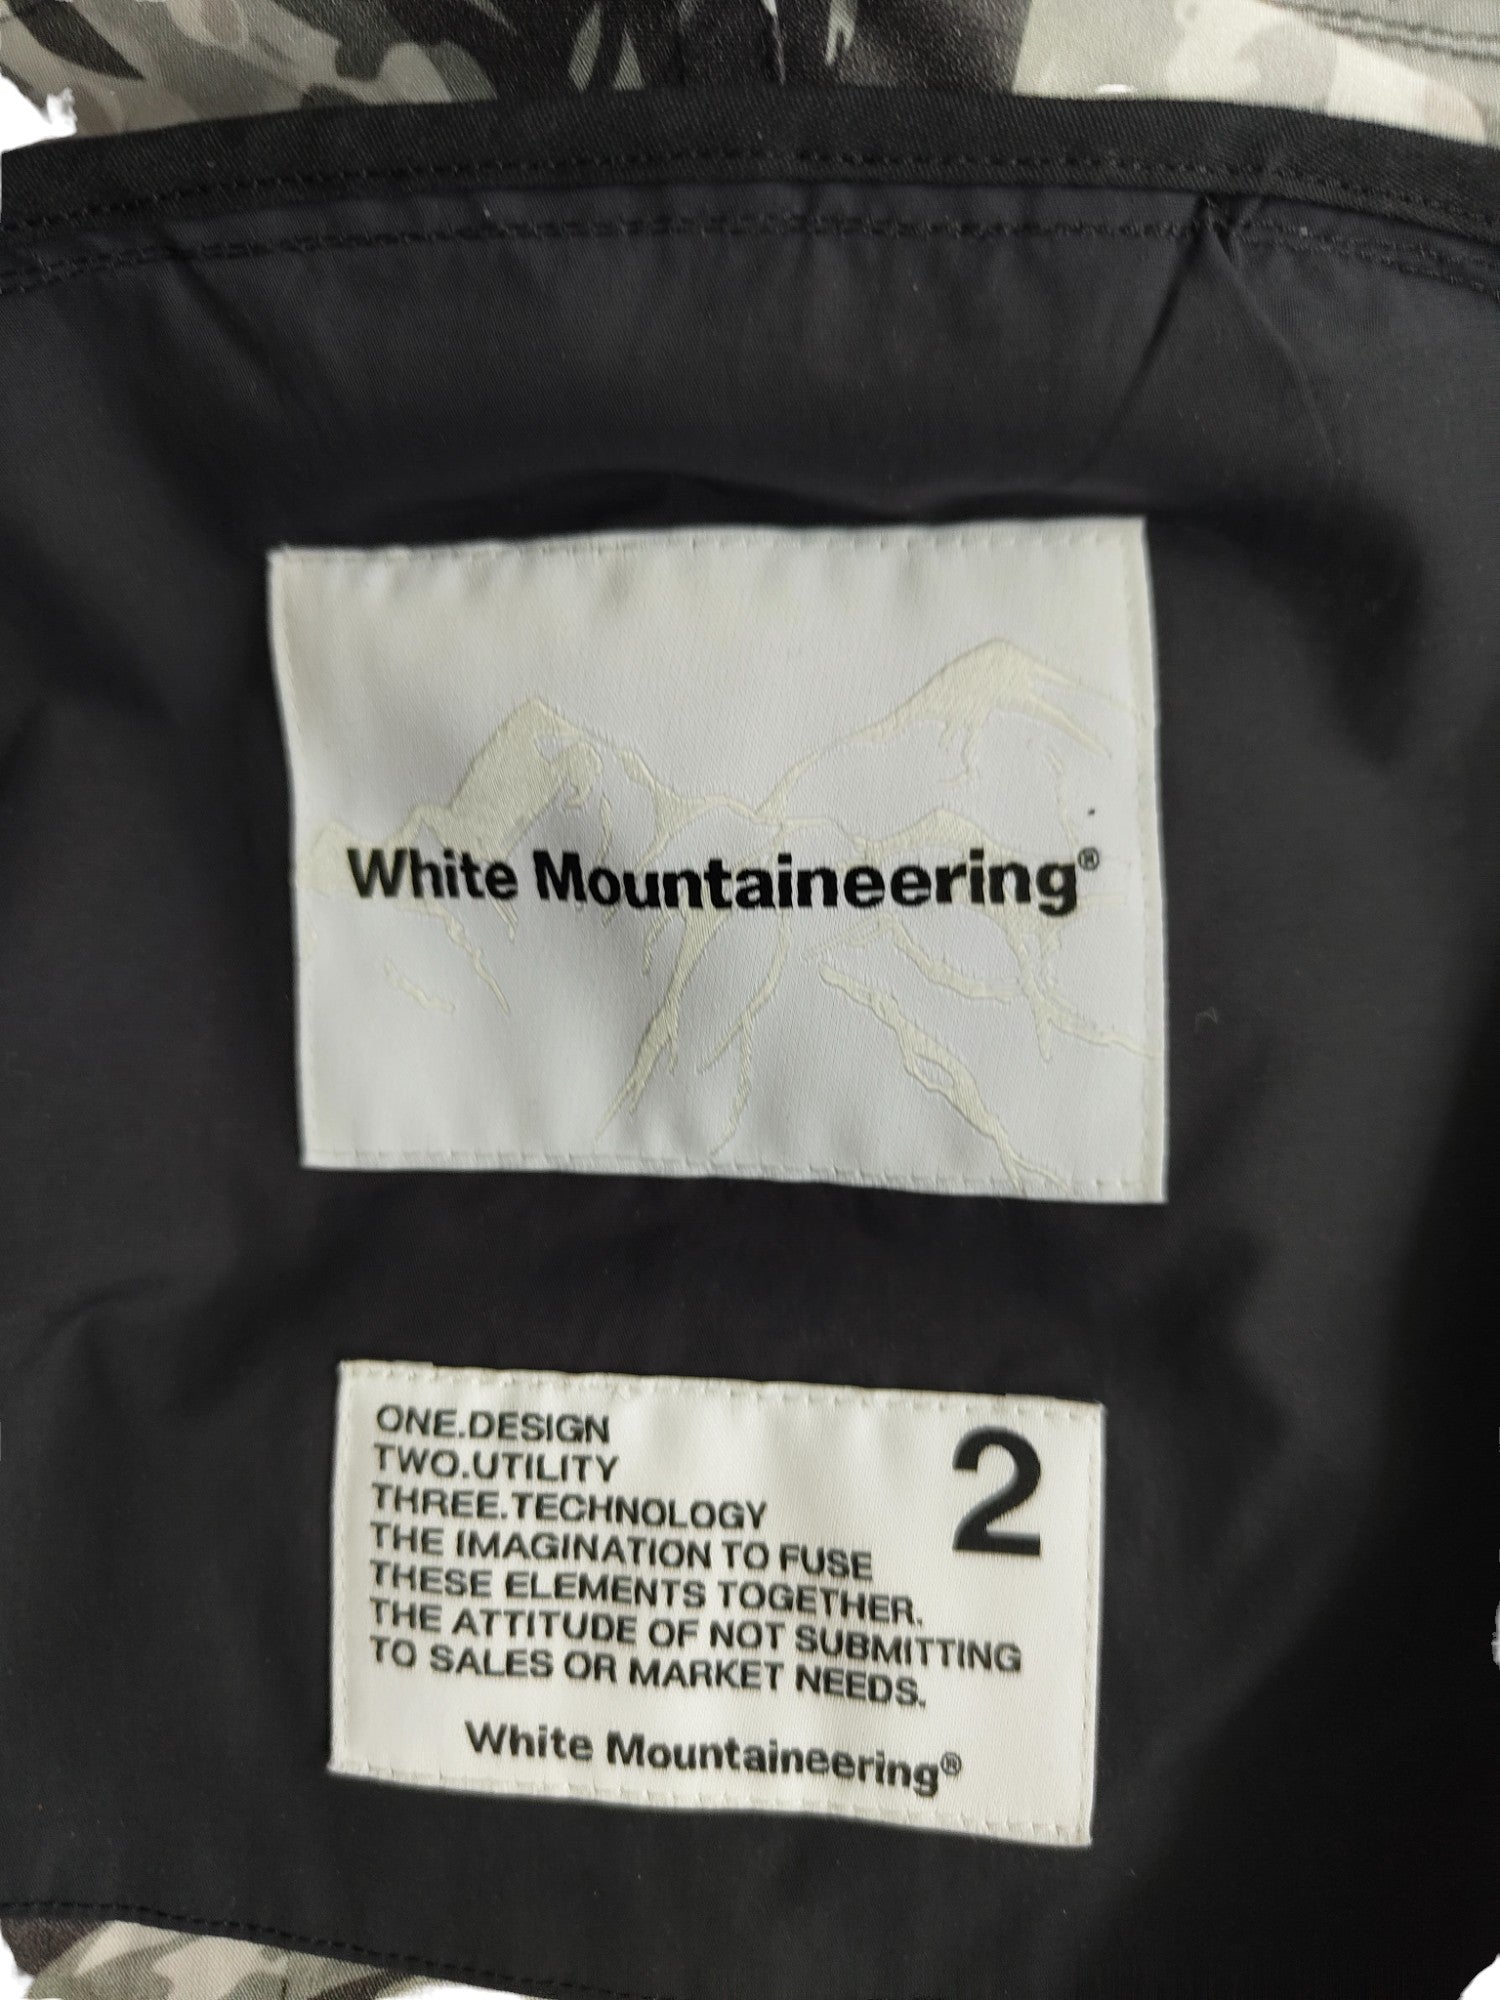 White Mountaineering®
ONE.DESIGN
TWO.UTILITY
THREE.TECHNOLOGY
THE IMAGINATION TO FUSE
THESE ELEMENTS TOGETHER.
THE ATTITUDE OF NOT SUBMITTING
TO SALES OR MARKET NEEDS.
2
White Mountaineering®